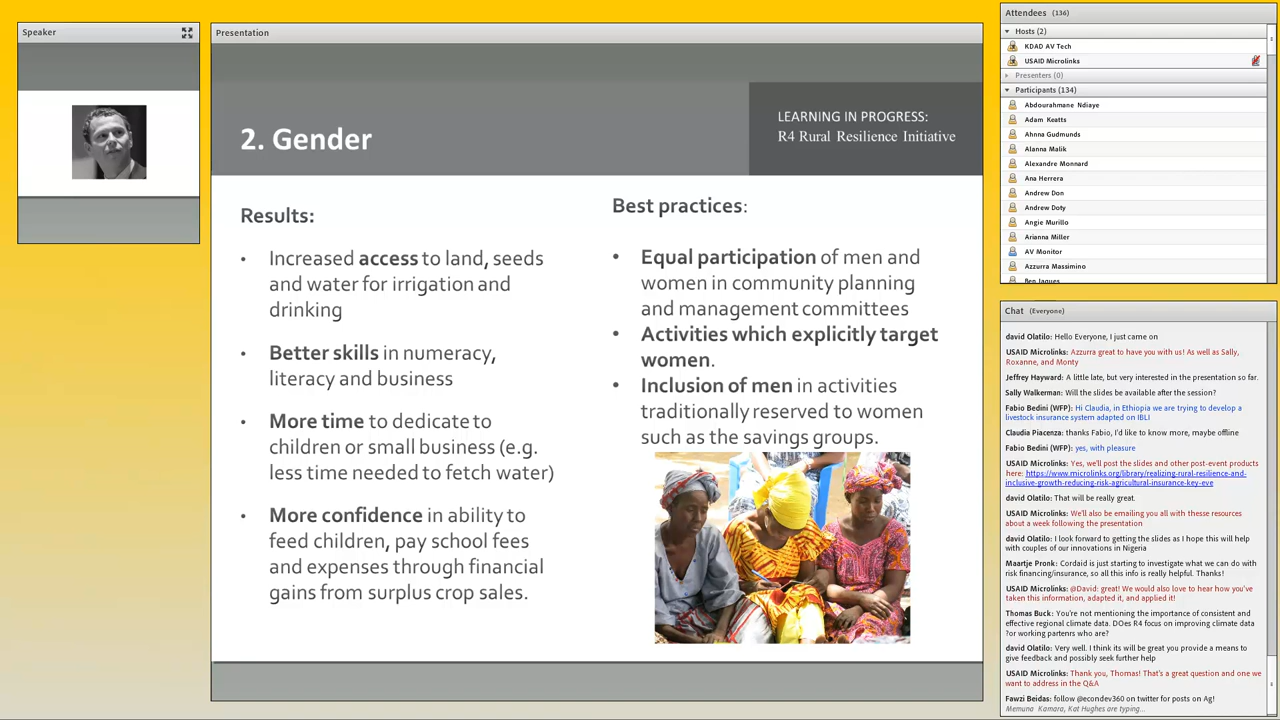 Speaker
Presentation
2. Gender
LEARNING IN PROGRESS:
R4 Rural Resilience Initiative
Results:
• Increased access to land, seeds
and water for irrigation and
drinking
• Better skills in numeracy,
literacy and business
• More time to dedicate to
children or small business (e.g.
less time needed to fetch water)
• More confidence in ability to
feed children, pay school fees
and expenses through financial
gains from surplus crop sales.
Best practices:
• Equal participation of men and
women in community planning
and management committees
• Activities which explicitly target
women.
• Inclusion of men in activities
traditionally reserved to women
such as the savings groups.
Attendees (136)
Hosts (2)
KDAD AV Tech
USAID Microlinks
Presenters (0)
Participants (134)
Abdourahmane Ndiaye
Adam Keatts
Ahnna Gudmunds
Alanna Malik
Alexandre Monnard
Ana Herrera
Andrew Don
Andrew Doty
Angie Murillo
Arianna Miller
AV Monitor
Azzurra Massimino
Ben Jaques
Chat (Everyone)
david Olatilo: Hello Everyone, I just came on
USAID Microlinks: Azzurra great to have you with us! As well as Sally,
Roxanne, and Monty
Jeffrey Hayward: A little late, but very interested in the presentation so far.
Sally Walkerman: Will the slides be available after the session?
Fabio Bedini (WFP): Hi Claudia, in Ethiopia we are trying to develop a
livestock insurance system adapted on IBLI
Claudia Piacenza: thanks Fabio, I'd like to know more, maybe offline
Fabio Bedini (WFP): yes, with pleasure
USAID Microlinks: Yes, we'll post the slides and other post-event products
here: https://www.microlinks.org/library/realizing-rural-resilience-and-
inclusive-growth-reducing-risk-agricultural-insurance-key-eve
david Olatilo: That will be really great.
USAID Microlinks: We'll also be emailing you all with thesse resources
about a week following the presentation
david Olatilo: I look forward to getting the slides as I hope this will help
with couples of our innovations in Nigeria
Maartje Pronk: Cordaid is just starting to investigate what we can do with
risk financing/insurance, so all this info is really helpful. Thanks!
USAID Microlinks: @David: great! We would also love to hear how you've
taken this information, adapted it, and applied it!
Thomas Buck: You're not mentioning the importance of consistent and
effective regional climate data. DOes R4 focus on improving climate data
?or working partenrs who are?
david Olatilo: Very well. I think its will be great you provide a means to
give feedback and possibly seek further help
USAID Microlinks: Thank you, Thomas! That's a great question and one we
want to address in the Q&A
Fawzi Beidas: follow @econdev360 on twitter for posts on Ag!
Memuna Kamara, Kat Hughes are typing...